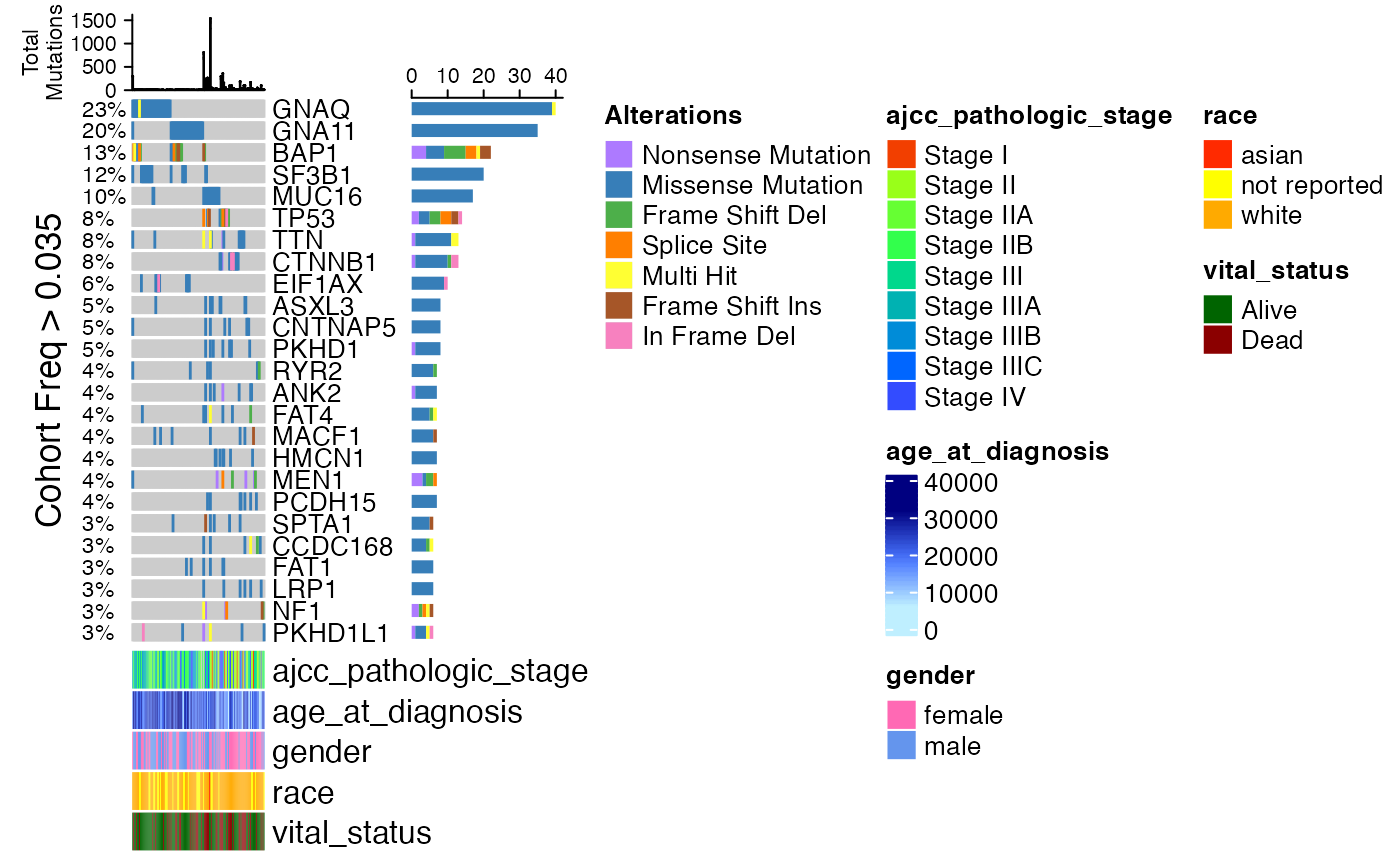 Total
Mutations
1500
1000
500
0
0 10 20 30 40
Cohort Freq > 0.035
23% GNAQ
20% GNA11
13% BAP1
12% SF3B1
10% MUC16
8% TP53
8% TTN
8% CTNNB1
6% EIF1AX
5% ASXL3
5% CNTNAP5
5% PKHD1
4% RYR2
4% ANK2
4% FAT4
4% MACF1
4% HMCN1
4% MEN1
4% PCDH15
3% SPTA1
3% CCDC168
3% FAT1
3% LRP1
3% NF1
3% PKHD1L1
ajcc_pathologic_stage
age_at_diagnosis
gender
race
vital_status
Alterations
Nonsense Mutation
Missense Mutation
Frame Shift Del
Splice Site
Multi Hit
Frame Shift Ins
In Frame Del
ajcc_pathologic_stage
Stage I
Stage II
Stage IIA
Stage IIB
Stage III
Stage IIIA
Stage IIIB
Stage IIIC
Stage IV
age_at_diagnosis
40000
30000
20000
10000
0
gender
female
male
race
asian
not reported
white
vital_status
Alive
Dead